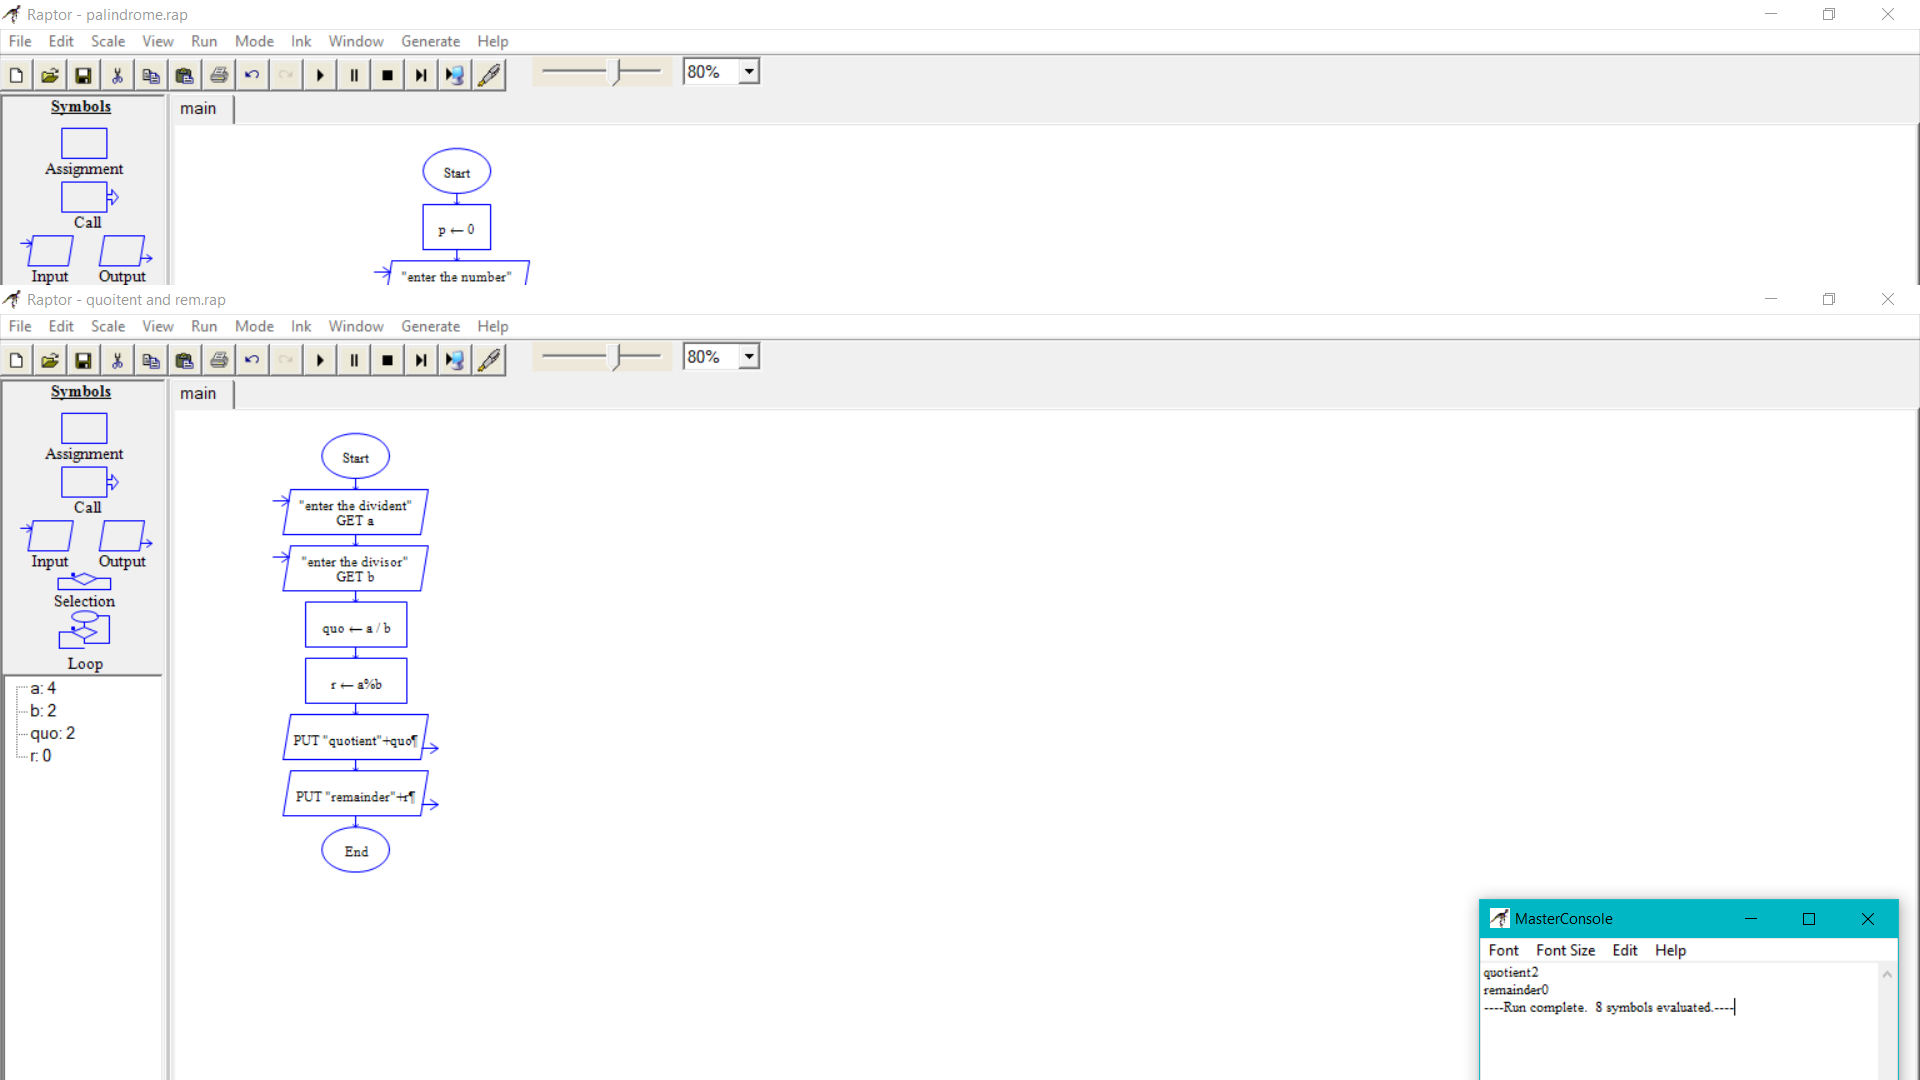 Raptor - palindrome.rap
File Edit Scale View Run Mode Ink Window Generate Help
80%
Symbols
main
Assignment
Call
Input Output
Start
p ← 0
"enter the number"
Raptor - quoitent and rem.rap
File Edit Scale View Run Mode Ink Window Generate Help
80%
Symbols
main
Assignment
Call
Input Output
Selection
Loop
a: 4
b: 2
quo: 2
r: 0
Start
"enter the divident"
GET a
"enter the divisor"
GET b
quo ← a / b
r ← a%b
PUT "quotient"+quo¶
PUT "remainder"+r¶
End
MasterConsole
Font Font Size Edit Help
quotient2
remainder0
----Run complete. 8 symbols evaluated.----